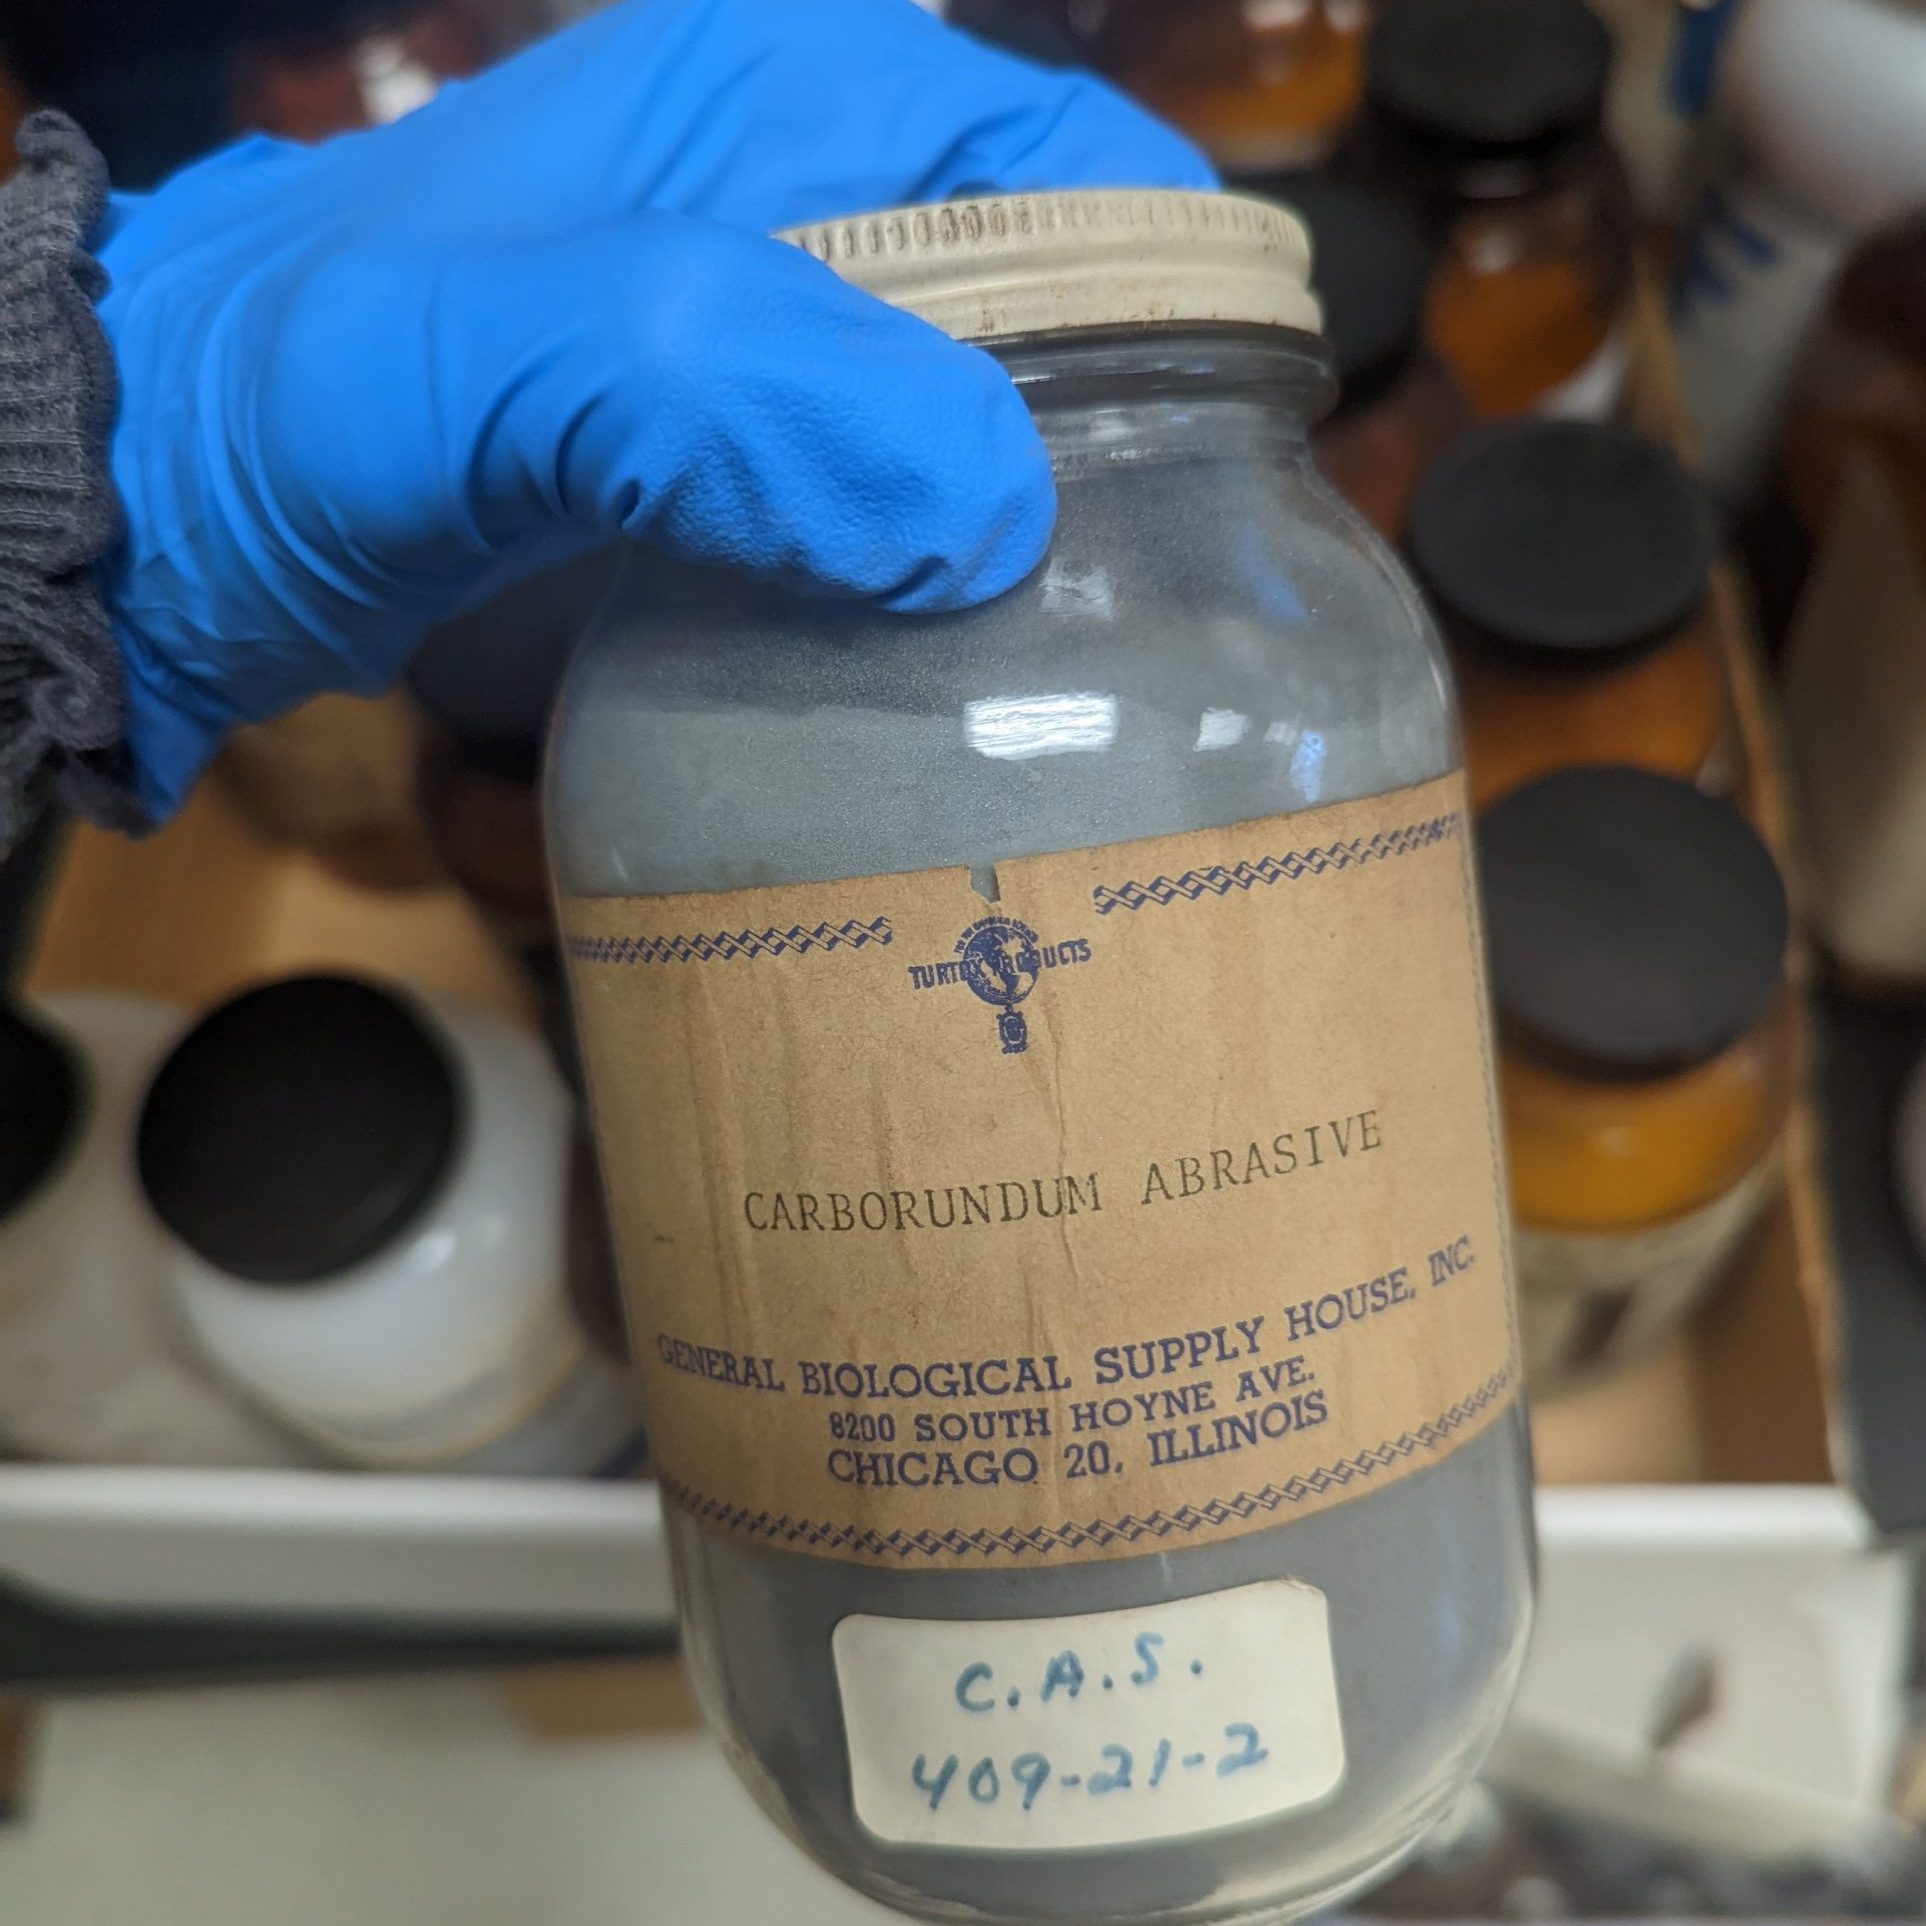 TURTOX PRODUCTS
CARBORUNDUM ABRASIVE
GENERAL BIOLOGICAL SUPPLY HOUSE, INC.
8200 SOUTH HOYNE AVE.
CHICAGO 20, ILLINOIS
C.A.S.
409-21-2